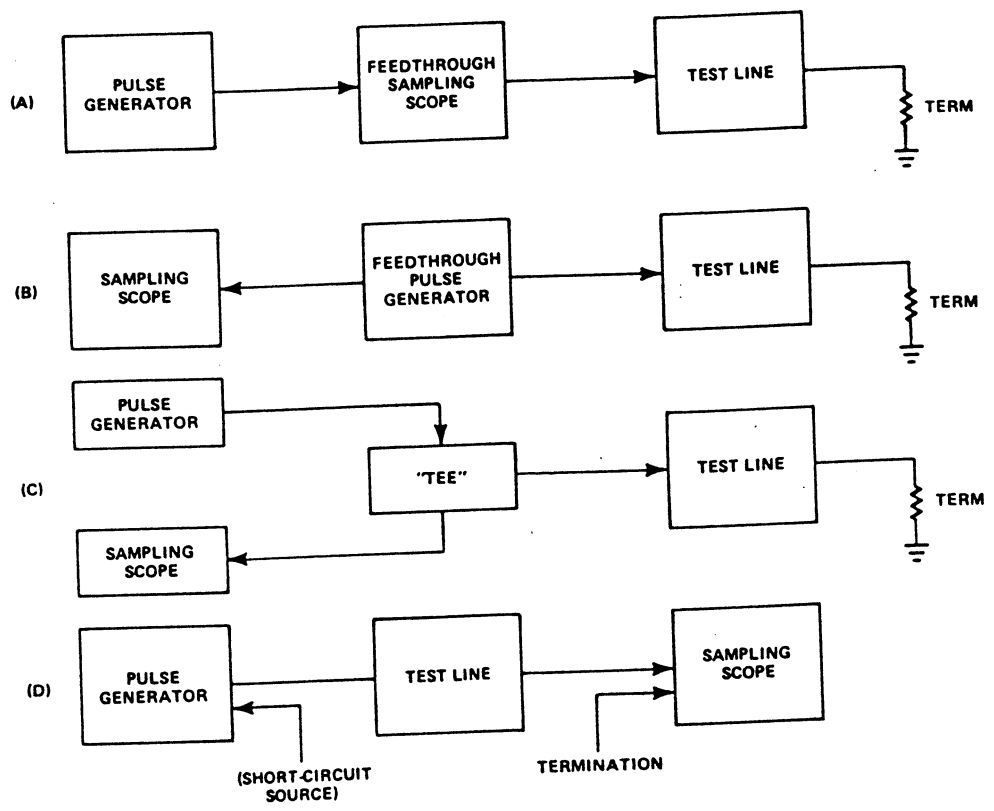 (A)
PULSE
GENERATOR
FEEDTHROUGH
SAMPLING
SCOPE
TEST LINE
TERM
(B)
SAMPLING
SCOPE
FEEDTHROUGH
PULSE
GENERATOR
TEST LINE
TERM
(C)
PULSE
GENERATOR
"TEE"
SAMPLING
SCOPE
TEST LINE
TERM
(D)
PULSE
GENERATOR
TEST LINE
SAMPLING
SCOPE
(SHORT-CIRCUIT
SOURCE)
TERMINATION